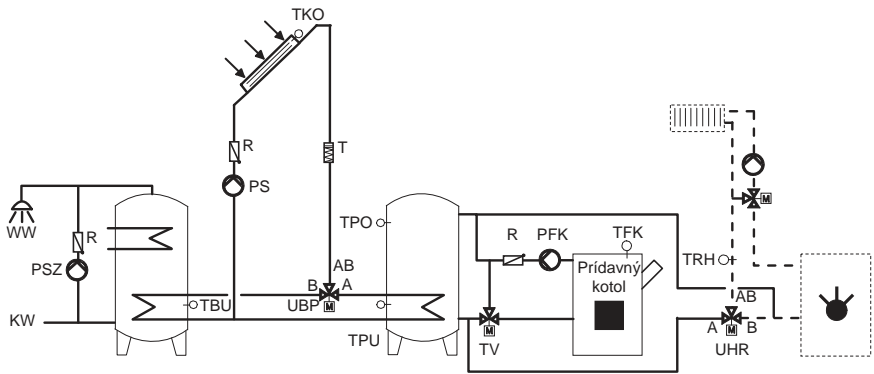 TKO
R
T
PS
WW
R
PSZ
KW
TBU
AB
B
A
UBP
M
TPO
TPU
R
PFK
TFK
Prídavný
kotol
M
TV
M
TRH
AB
A
B
M
UHR